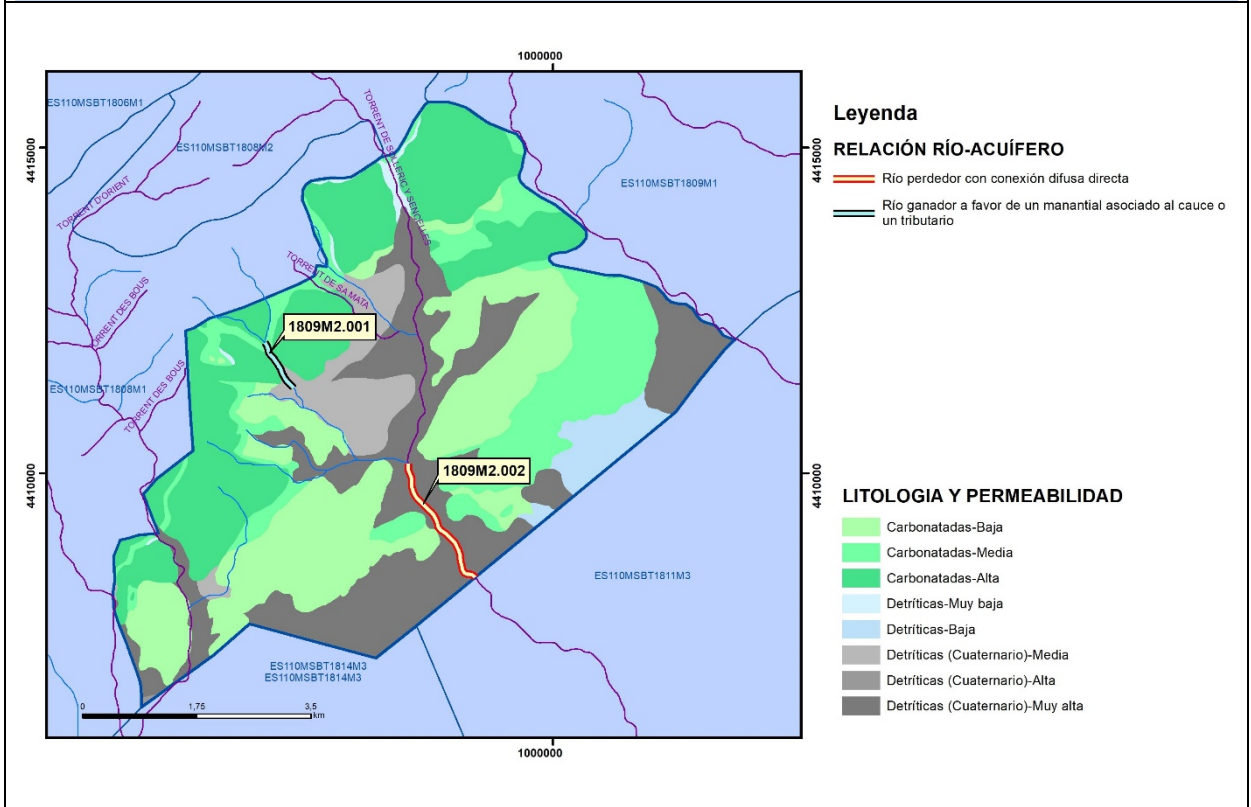 1000000
4415000
4410000
ES110MSBT1806M1
ES110MSBT1808M2
TORRENT D'ORIENT
TORRENT DE SOLLERIC Y SENCELLES
ES110MSBT1809M1
4415000
TORRENT DE SA MATA
TORRENT DES BOUS
1809M2.001
ES110MSBT1808M1
TORRENT DES BOUS
1809M2.002
4410000
ES110MSBT1811M3
ES110MSBT1814M3
ES110MSBT1814M3
0 1,75 3,5
km
1000000
Leyenda
RELACIÓN RÍO-ACUÍFERO
Río perdedor con conexión difusa directa
Río ganador a favor de un manantial asociado al cauce o
un tributario
LITOLOGIA Y PERMEABILIDAD
Carbonatadas-Baja
Carbonatadas-Media
Carbonatadas-Alta
Detríticas-Muy baja
Detríticas-Baja
Detríticas (Cuaternario)-Media
Detríticas (Cuaternario)-Alta
Detríticas (Cuaternario)-Muy alta